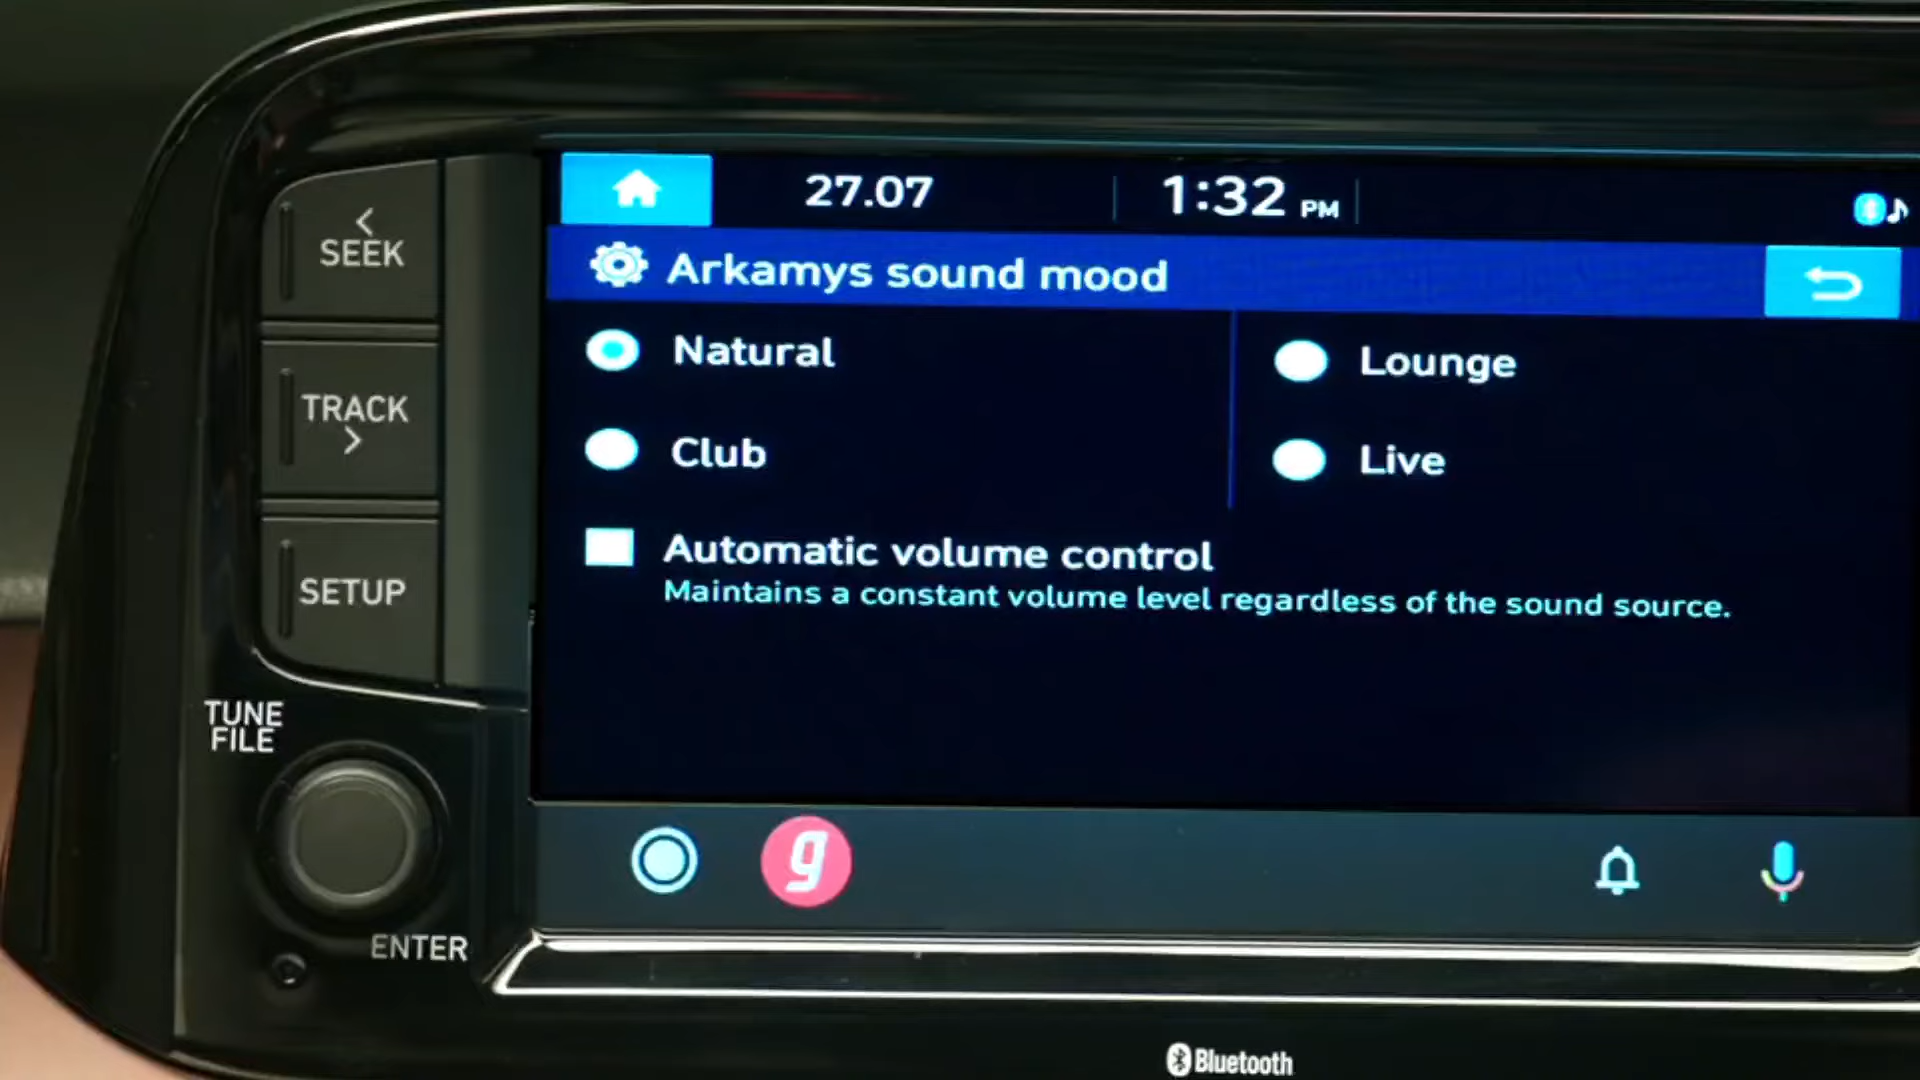 <
SEEK
TRACK
>
SETUP
TUNE
FILE
ENTER
27.07
1:32 PM
Arkamys sound mood
Natural
Lounge
Club
Live
Automatic volume control
Maintains a constant volume level regardless of the sound source.
g
Bluetooth